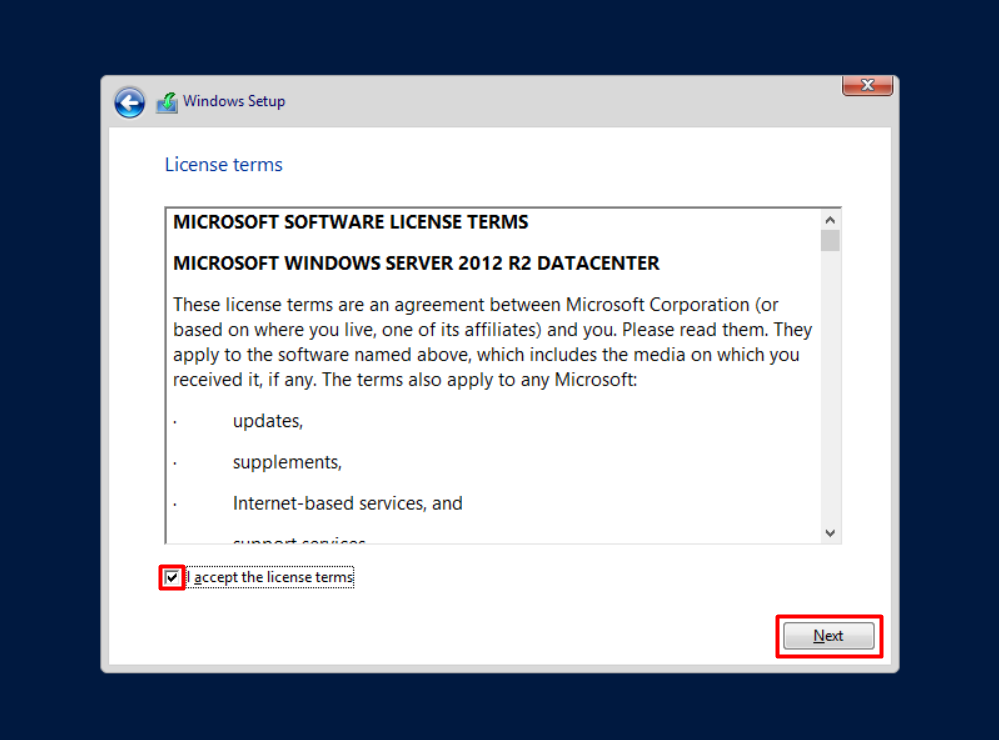 Windows Setup
License terms
MICROSOFT SOFTWARE LICENSE TERMS
MICROSOFT WINDOWS SERVER 2012 R2 DATACENTER
These license terms are an agreement between Microsoft Corporation (or
based on where you live, one of its affiliates) and you. Please read them. They
apply to the software named above, which includes the media on which you
received it, if any. The terms also apply to any Microsoft:
· updates,
· supplements,
· Internet-based services, and
support services
I accept the license terms
Next